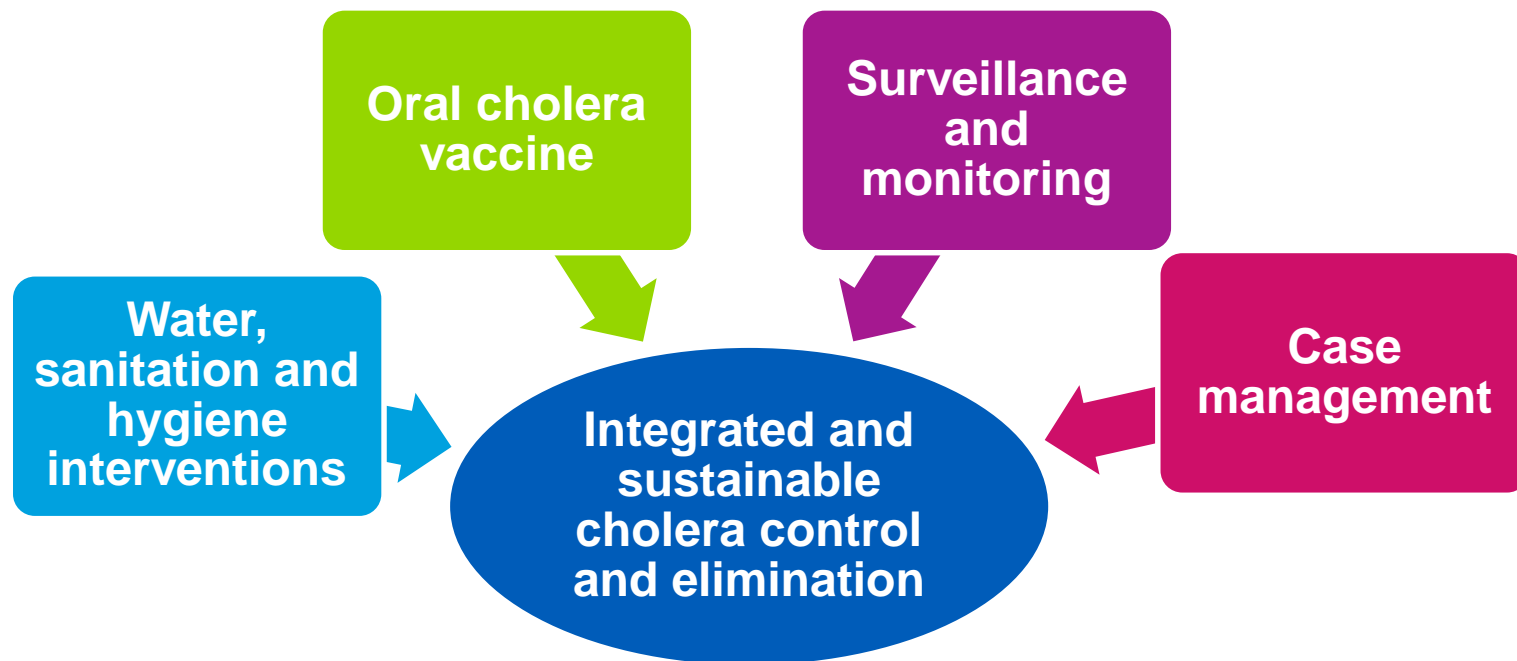 Oral cholera
vaccine
Surveillance
and
monitoring
Water,
sanitation and
hygiene
interventions
Case
management
Integrated and
sustainable
cholera control
and elimination